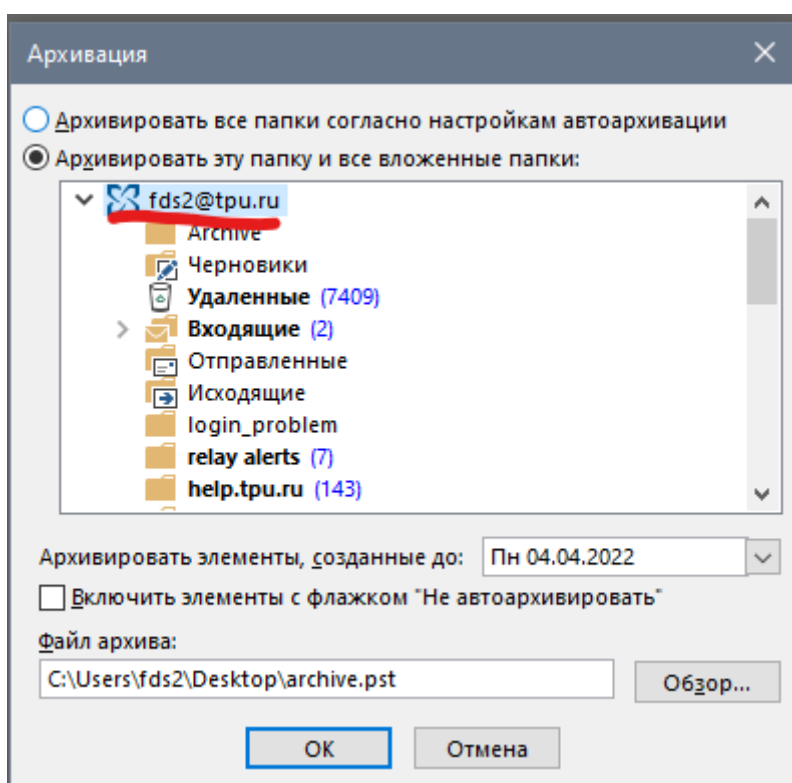 Архивация
Архивировать все папки согласно настройкам автоархивации
Архивировать эту папку и все вложенные папки:
fds2@tpu.ru
Archive
Черновики
Удаленные (7409)
Входящие (2)
Отправленные
Исходящие
login_problem
relay alerts (7)
help.tpu.ru (143)
Архивировать элементы, созданные до: Пн 04.04.2022
Включить элементы с флажком "Не автоархивировать"
Файл архива:
C:\Users\fds2\Desktop\archive.pst Обзор...
ОК Отмена